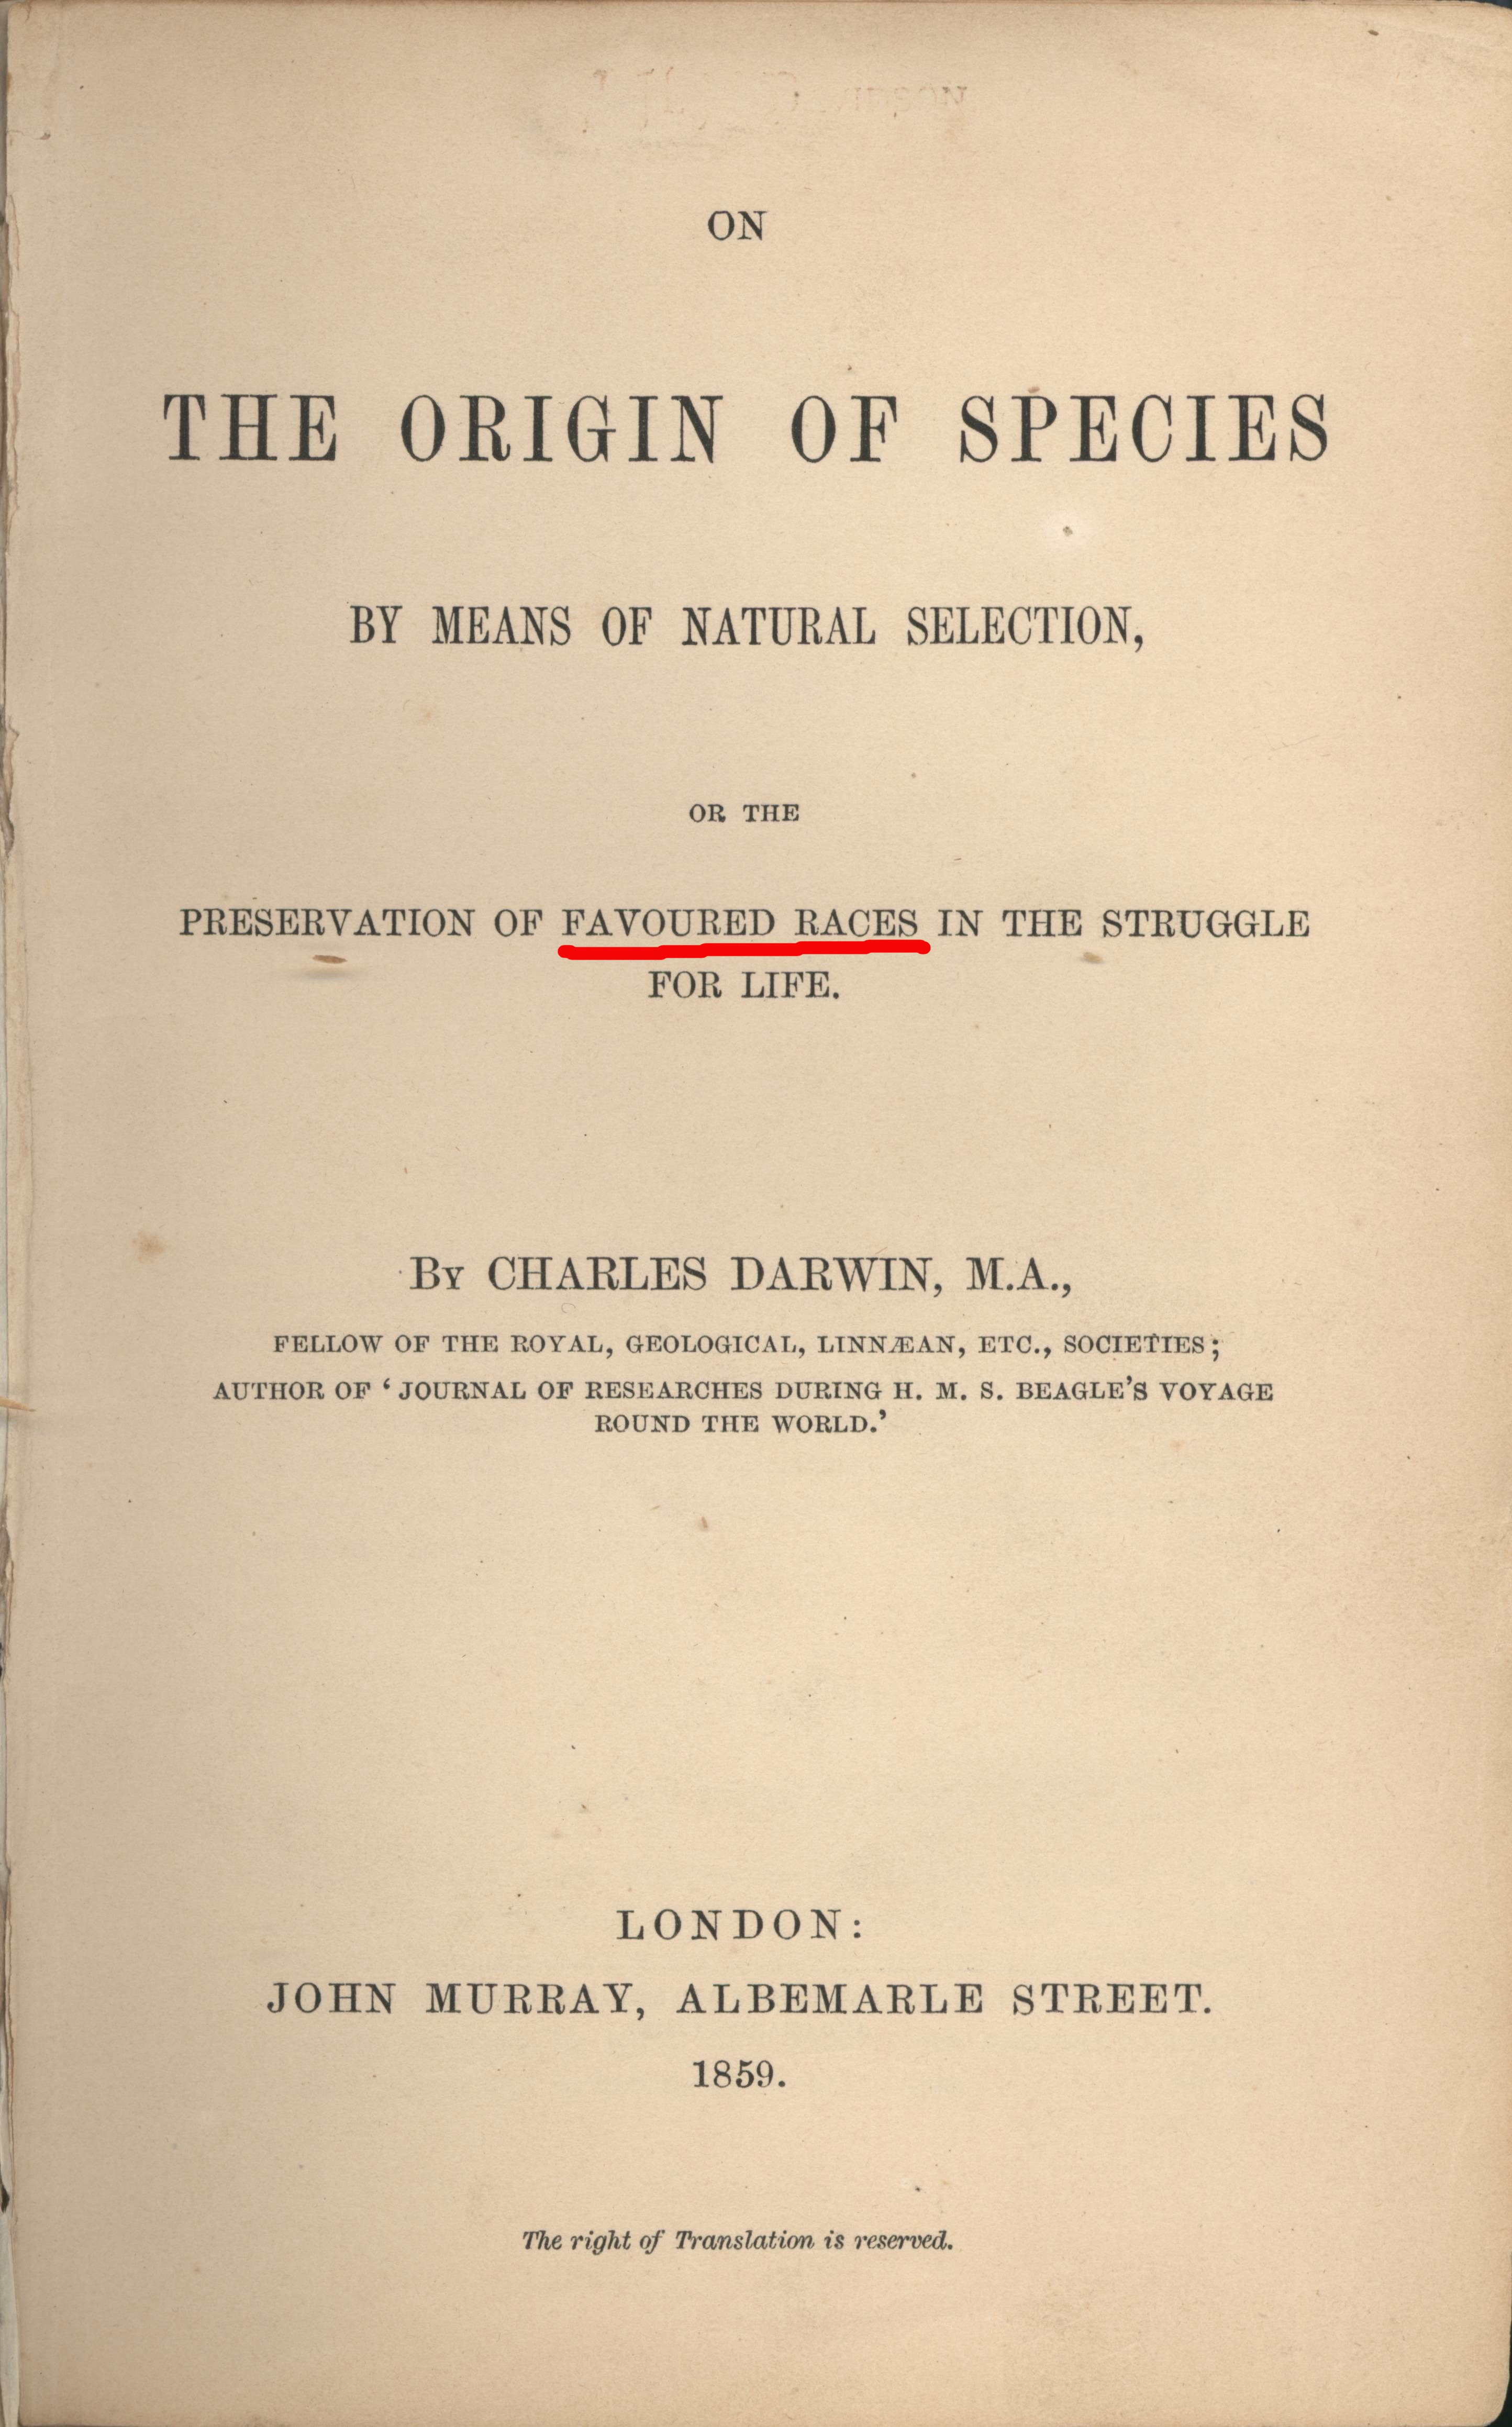 ON
THE ORIGIN OF SPECIES
BY MEANS OF NATURAL SELECTION,
OR THE
PRESERVATION OF FAVOURED RACES IN THE STRUGGLE
FOR LIFE.
By CHARLES DARWIN, M.A.,
FELLOW OF THE ROYAL, GEOLOGICAL, LINNÆAN, ETC., SOCIETIES;
AUTHOR OF ‘JOURNAL OF RESEARCHES DURING H. M. S. BEAGLE’S VOYAGE
ROUND THE WORLD.’
LONDON:
JOHN MURRAY, ALBEMARLE STREET.
1859.
The right of Translation is reserved.